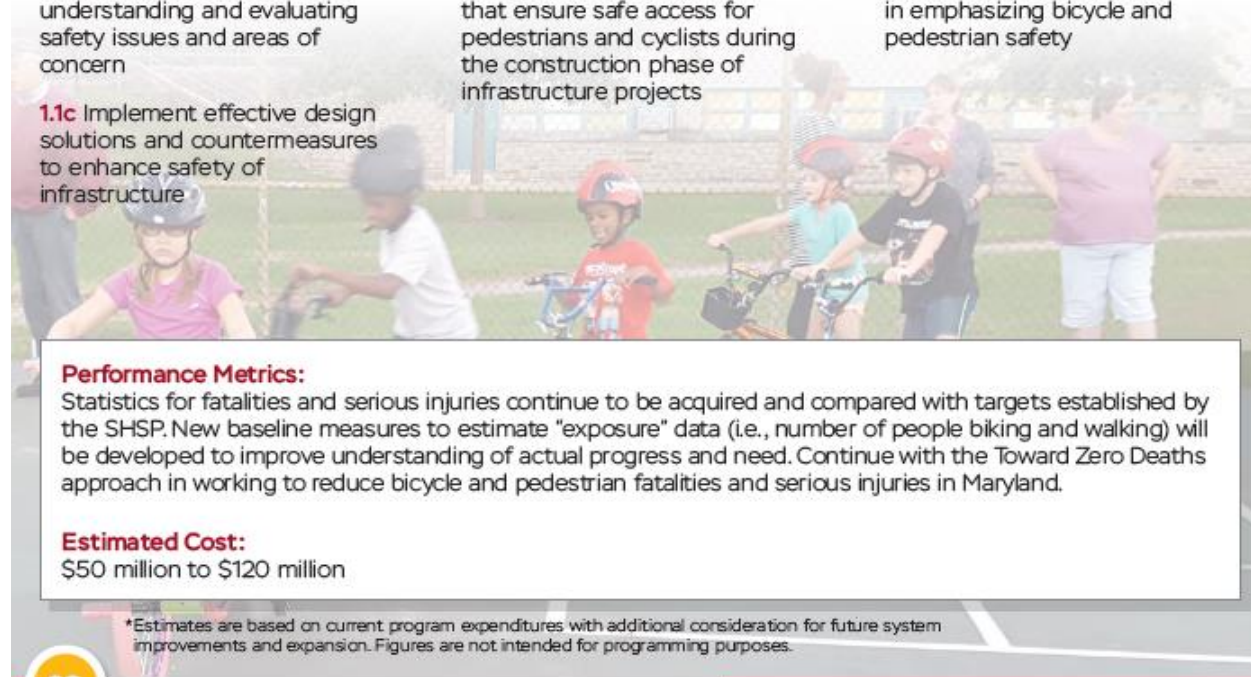 understanding and evaluating
safety issues and areas of
concern
1.1c Implement effective design
solutions and countermeasures
to enhance safety of
infrastructure
that ensure safe access for
pedestrians and cyclists during
the construction phase of
infrastructure projects
in emphasizing bicycle and
pedestrian safety
Performance Metrics:
Statistics for fatalities and serious injuries continue to be acquired and compared with targets established by
the SHSP. New baseline measures to estimate "exposure" data (i.e., number of people biking and walking) will
be developed to improve understanding of actual progress and need. Continue with the Toward Zero Deaths
approach in working to reduce bicycle and pedestrian fatalities and serious injuries in Maryland.
Estimated Cost:
$50 million to $120 million
*Estimates are based on current program expenditures with additional consideration for future system
improvements and expansion. Figures are not intended for programming purposes.